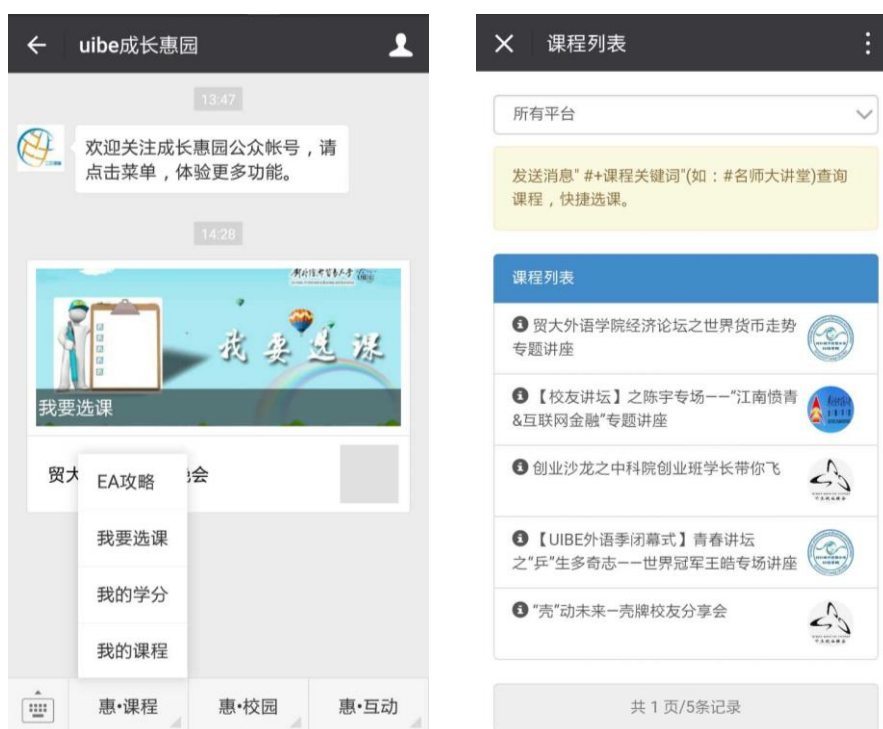 uibe成长惠园
13:47
欢迎关注成长惠园公众帐号，请
点击菜单，体验更多功能。
14:28
我要选课
我要选课
贸大
会
EA攻略
我要选课
我的学分
我的课程
惠•课程
惠•校园
惠•互动
课程列表
所有平台
发送消息" #+课程关键词"(如：#名师大讲堂)查询
课程，快捷选课。
课程列表
贸大外语学院经济论坛之世界货币走势
专题讲座
【校友讲坛】之陈宇专场——“江南愤青
&互联网金融”专题讲座
创业沙龙之中科院创业班学长带你飞
【UIBE外语季闭幕式】青春讲坛
之“乒”生多奇志——世界冠军王皓专场讲座
“壳”动未来—壳牌校友分享会
共 1 页/5条记录